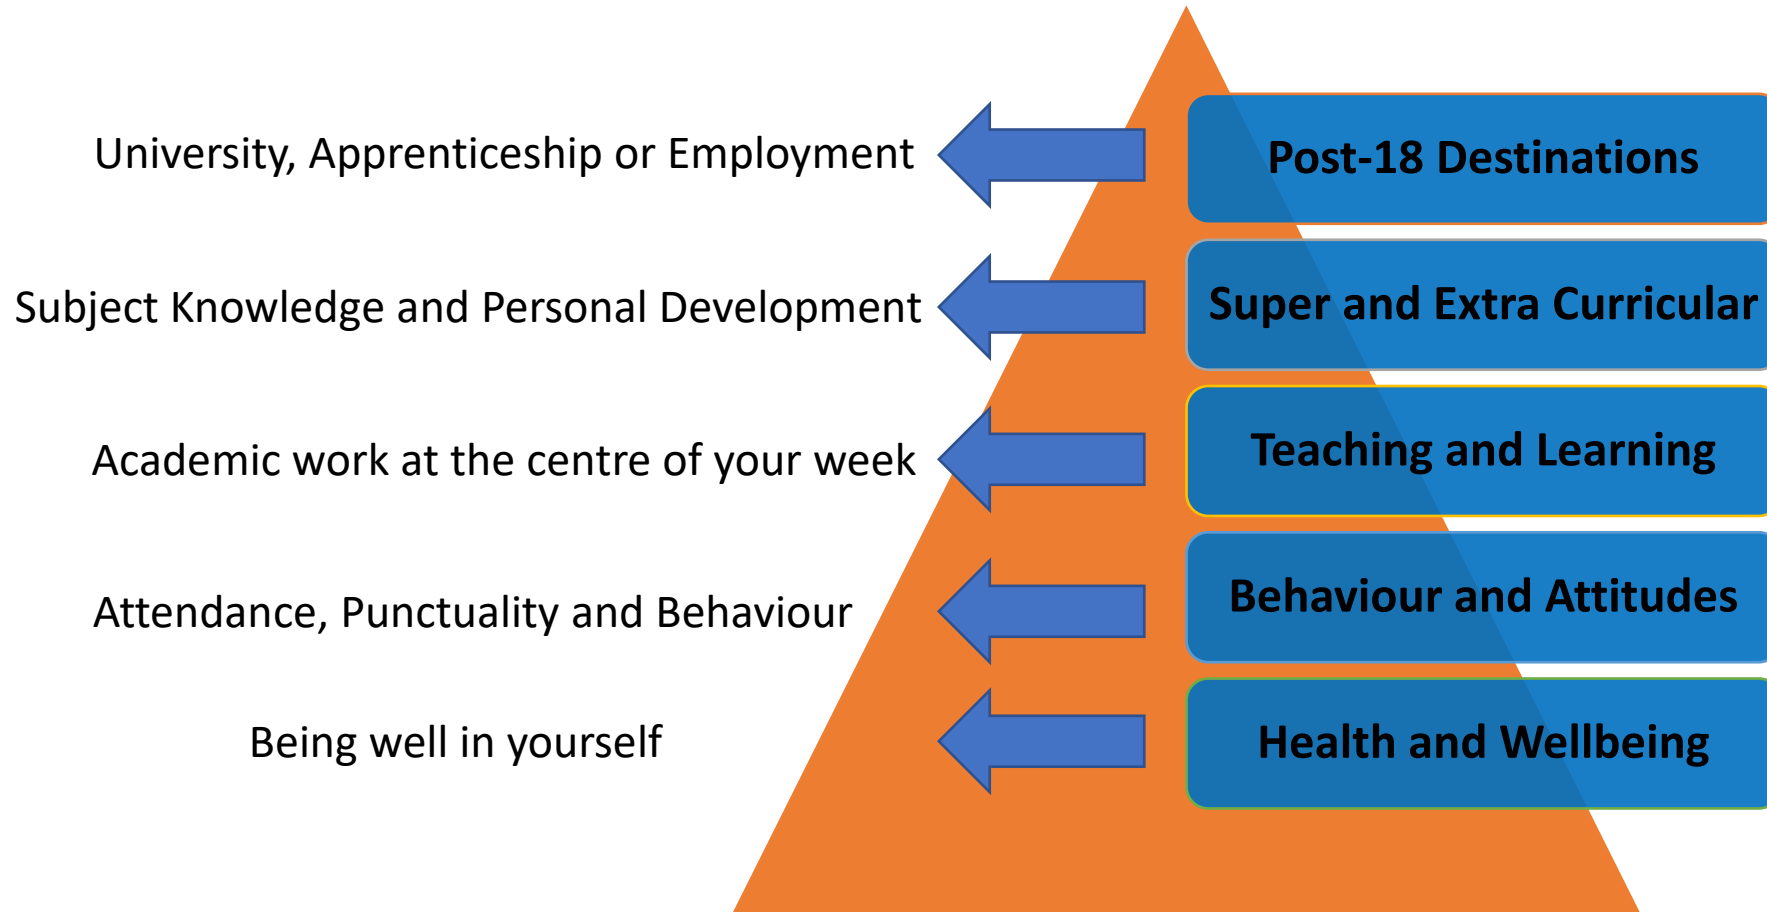 University, Apprenticeship or Employment
Post-18 Destinations
Subject Knowledge and Personal Development
Super and Extra Curricular
Academic work at the centre of your week
Teaching and Learning
Attendance, Punctuality and Behaviour
Behaviour and Attitudes
Being well in yourself
Health and Wellbeing